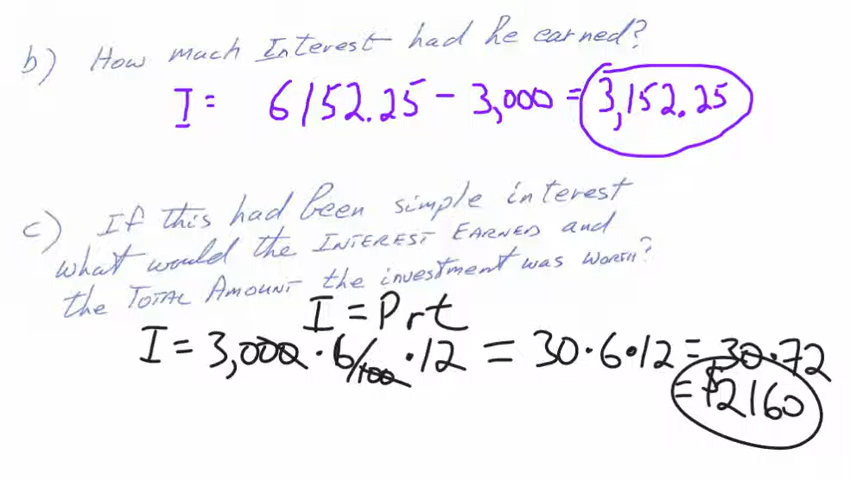 b) How much Interest had he earned?
I = 6152.25 - 3,000 = 3,152.25
c) If this had been simple interest
what would the INTEREST EARNED and
the TOTAL AMOUNT the investment was WORTH?
I = Prt
I = 3,000 · 6/100 · 12 = 30·6·12 = 30·72
= $2160